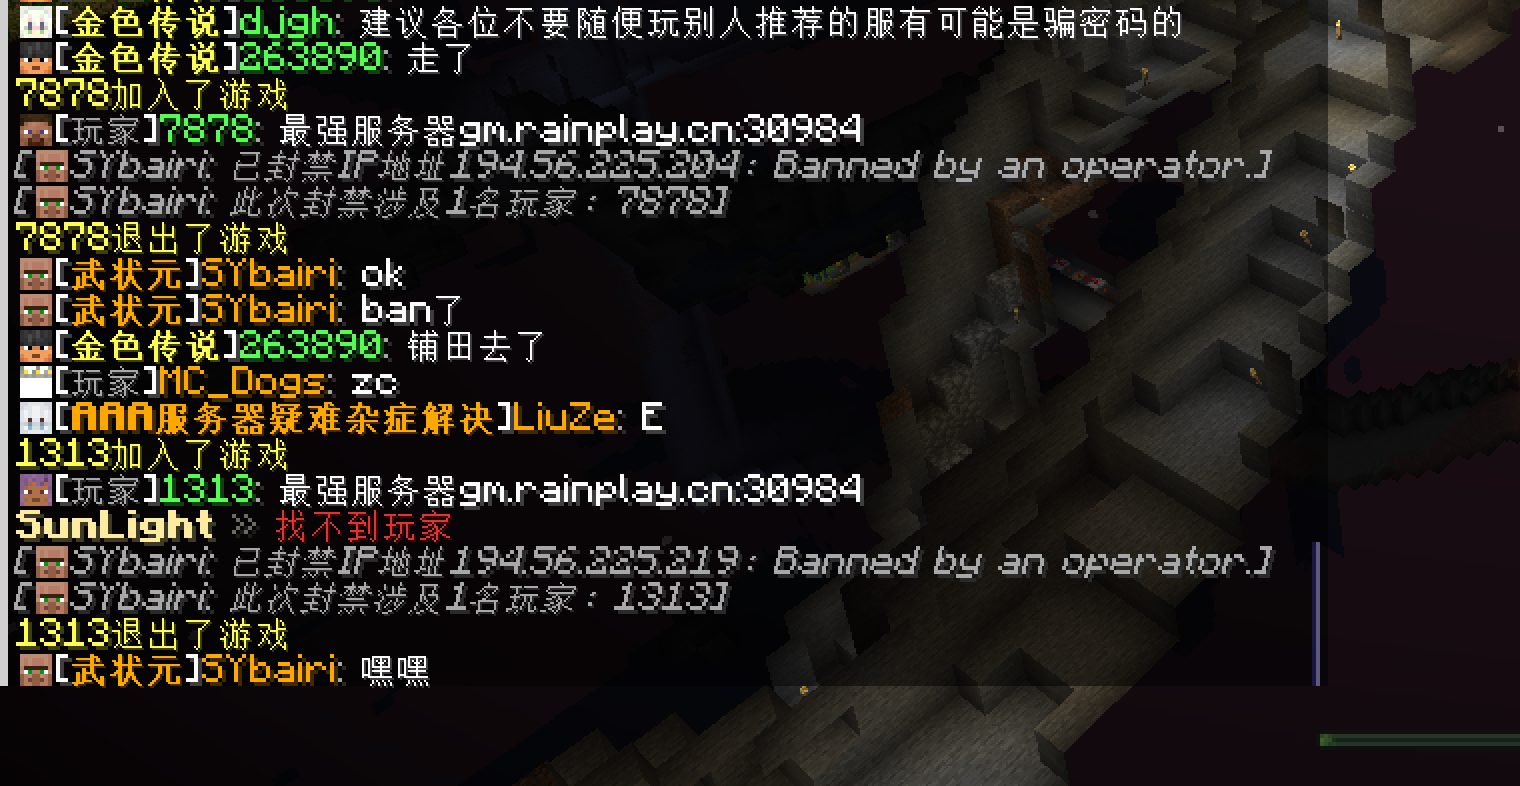 [金色传说]djgh: 建议各位不要随便玩别人推荐的服有可能是骗密码的
[金色传说]263890: 走了
7878加入了游戏
[玩家]7878: 最强服务器gm.rainplay.cn:30984
[SYbairi: 已封禁IP地址194.56.225.204: Banned by an operator.]
[SYbairi: 此次封禁涉及1名玩家: 7878]
7878退出了游戏
[武状元]SYbairi: ok
[武状元]SYbairi: ban了
[金色传说]263890: 铺田去了
[玩家]MC_Dogs: zc
[AAA服务器疑难杂症解决]LiuZe: E
1313加入了游戏
[玩家]1313: 最强服务器gm.rainplay.cn:30984
SunLight » 找不到玩家
[SYbairi: 已封禁IP地址194.56.225.219: Banned by an operator.]
[SYbairi: 此次封禁涉及1名玩家: 1313]
1313退出了游戏
[武状元]SYbairi: 嘿嘿